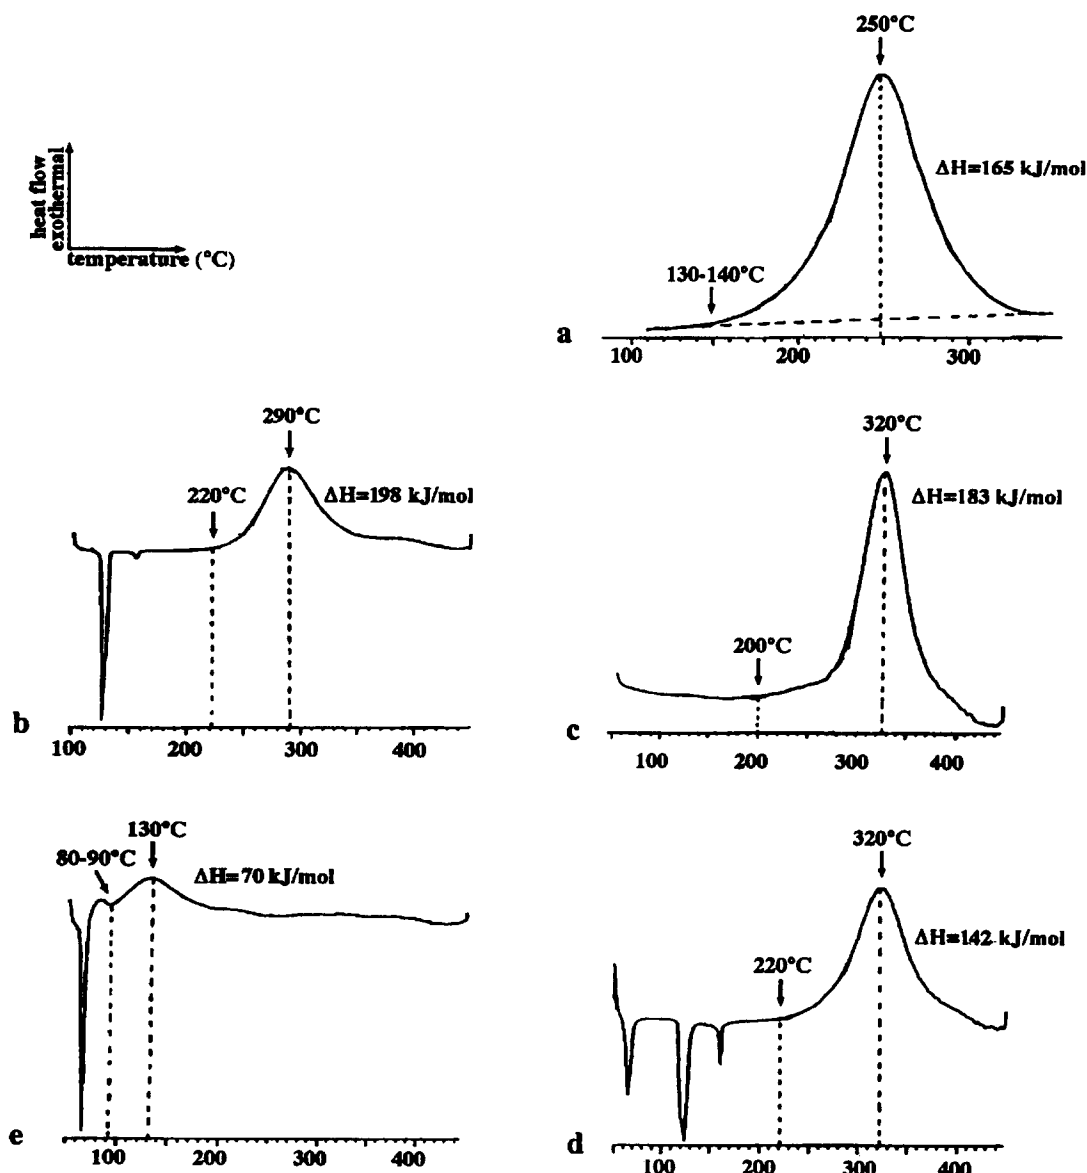 250°C
ΔH=165 kJ/mol
heat flow
exothermal
temperature (°C)
130-140°C
a
100 200 300
290°C
220°C
ΔH=198 kJ/mol
b
100 200 300 400
320°C
ΔH=183 kJ/mol
200°C
c
100 200 300 400
130°C
80-90°C
ΔH=70 kJ/mol
e
100 200 300 400
320°C
ΔH=142 kJ/mol
220°C
d
100 200 300 400